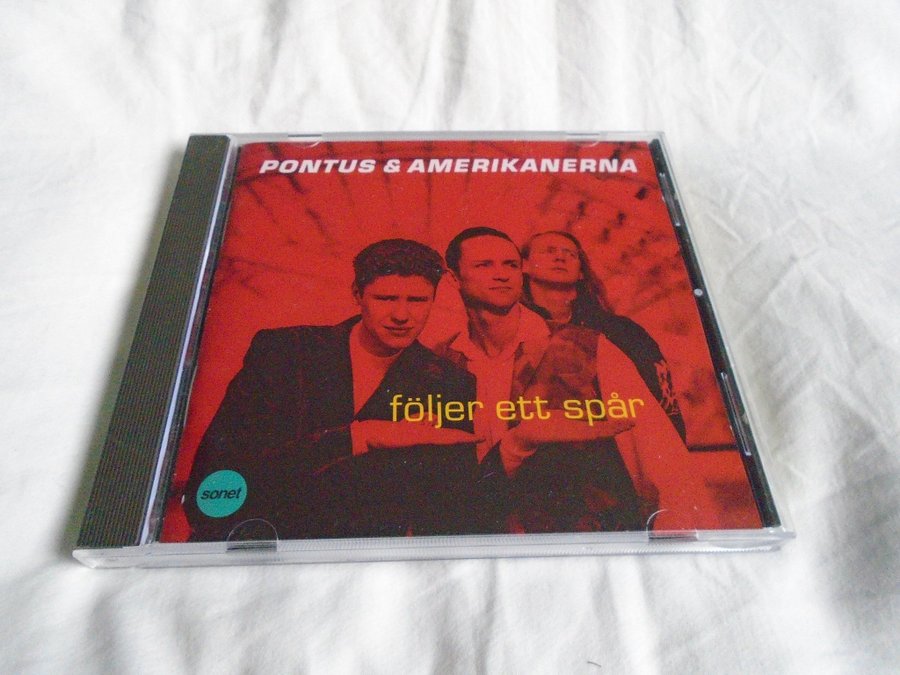 PONTUS & AMERIKANERNA
följer ett spår
sonet